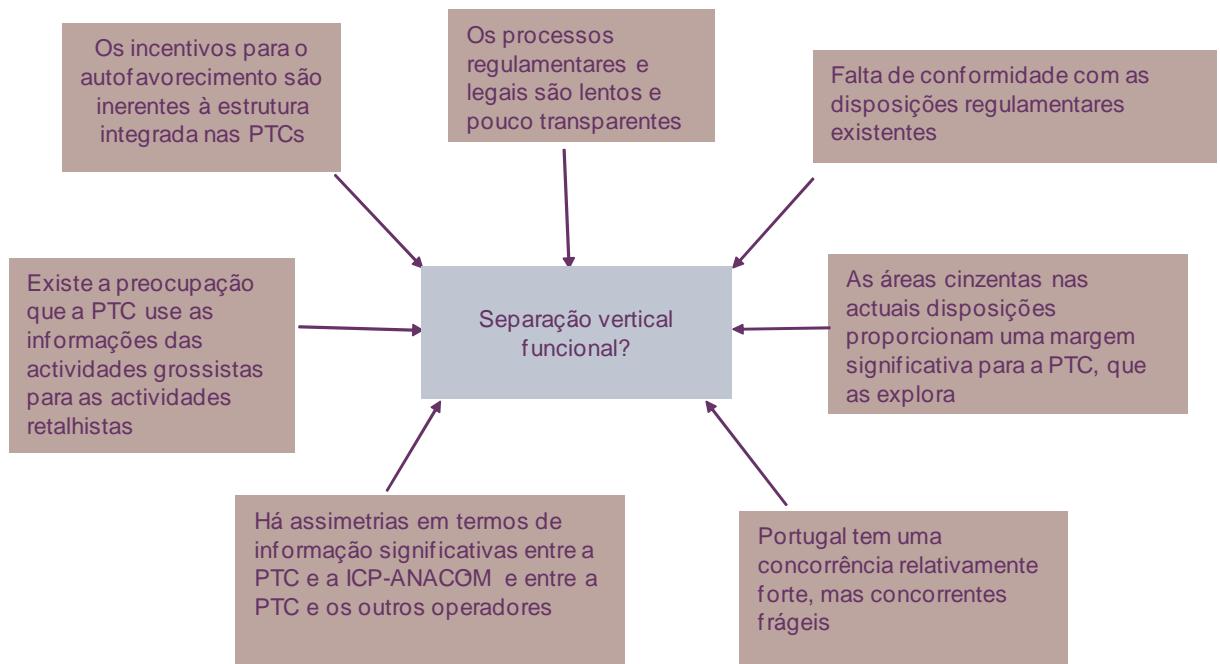 Os incentivos para o
autofavorecimento são
inerentes à estrutura
integrada nas PTCs
Os processos
regulamentares e
legais são lentos e
pouco transparentes
Falta de conformidade com as
disposições regulamentares
existentes
Existe a preocupação
que a PTC use as
informações das
actividades grossistas
para as actividades
retalhistas
Separação vertical
funcional?
As áreas cinzentas nas
actuais disposições
proporcionam uma margem
significativa para a PTC, que
as explora
Há assimetrias em termos de
informação significativas entre a
PTC e a ICP-ANACOM e entre a
PTC e os outros operadores
Portugal tem uma
concorrência relativamente
forte, mas concorrentes
frágeis